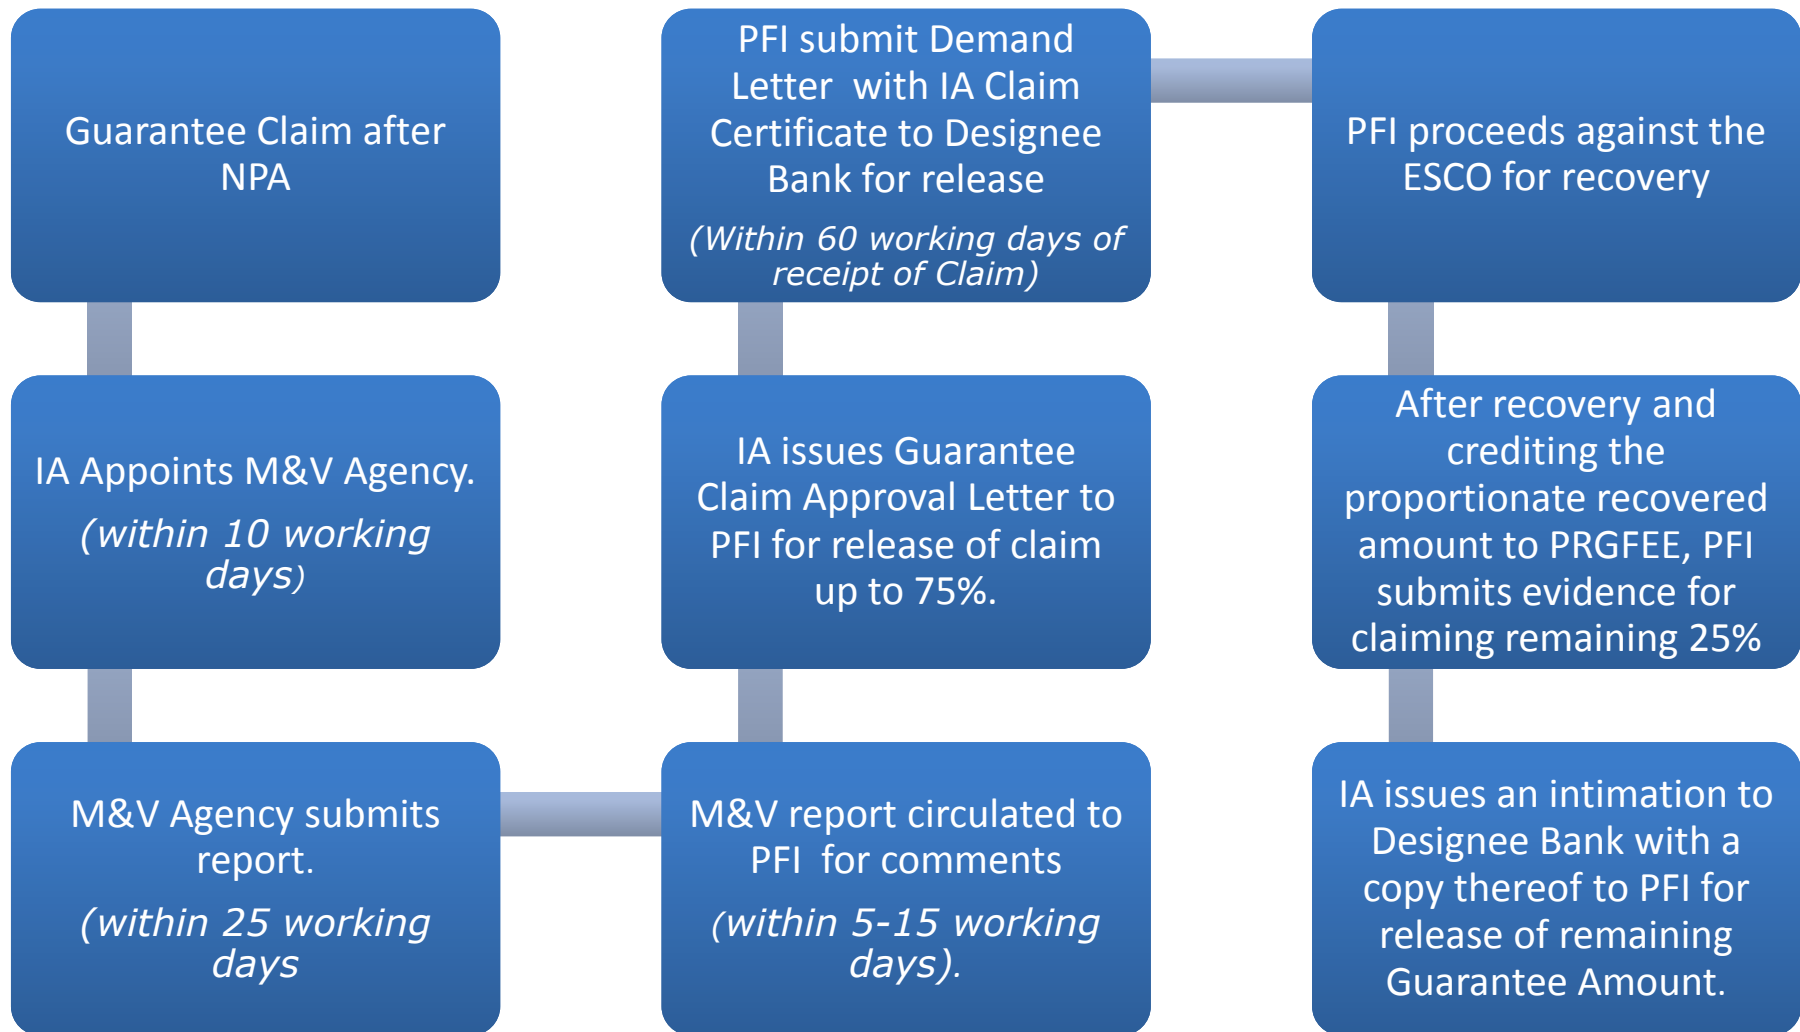 Guarantee Claim after
NPA
IA Appoints M&V Agency.
(within 10 working
days)
M&V Agency submits
report.
(within 25 working
days
M&V report circulated to
PFI for comments
(within 5-15 working
days).
IA issues Guarantee
Claim Approval Letter to
PFI for release of claim
up to 75%.
PFI submit Demand
Letter with IA Claim
Certificate to Designee
Bank for release
(Within 60 working days of
receipt of Claim)
PFI proceeds against the
ESCO for recovery
After recovery and
crediting the
proportionate recovered
amount to PRGFEE, PFI
submits evidence for
claiming remaining 25%
IA issues an intimation to
Designee Bank with a
copy thereof to PFI for
release of remaining
Guarantee Amount.